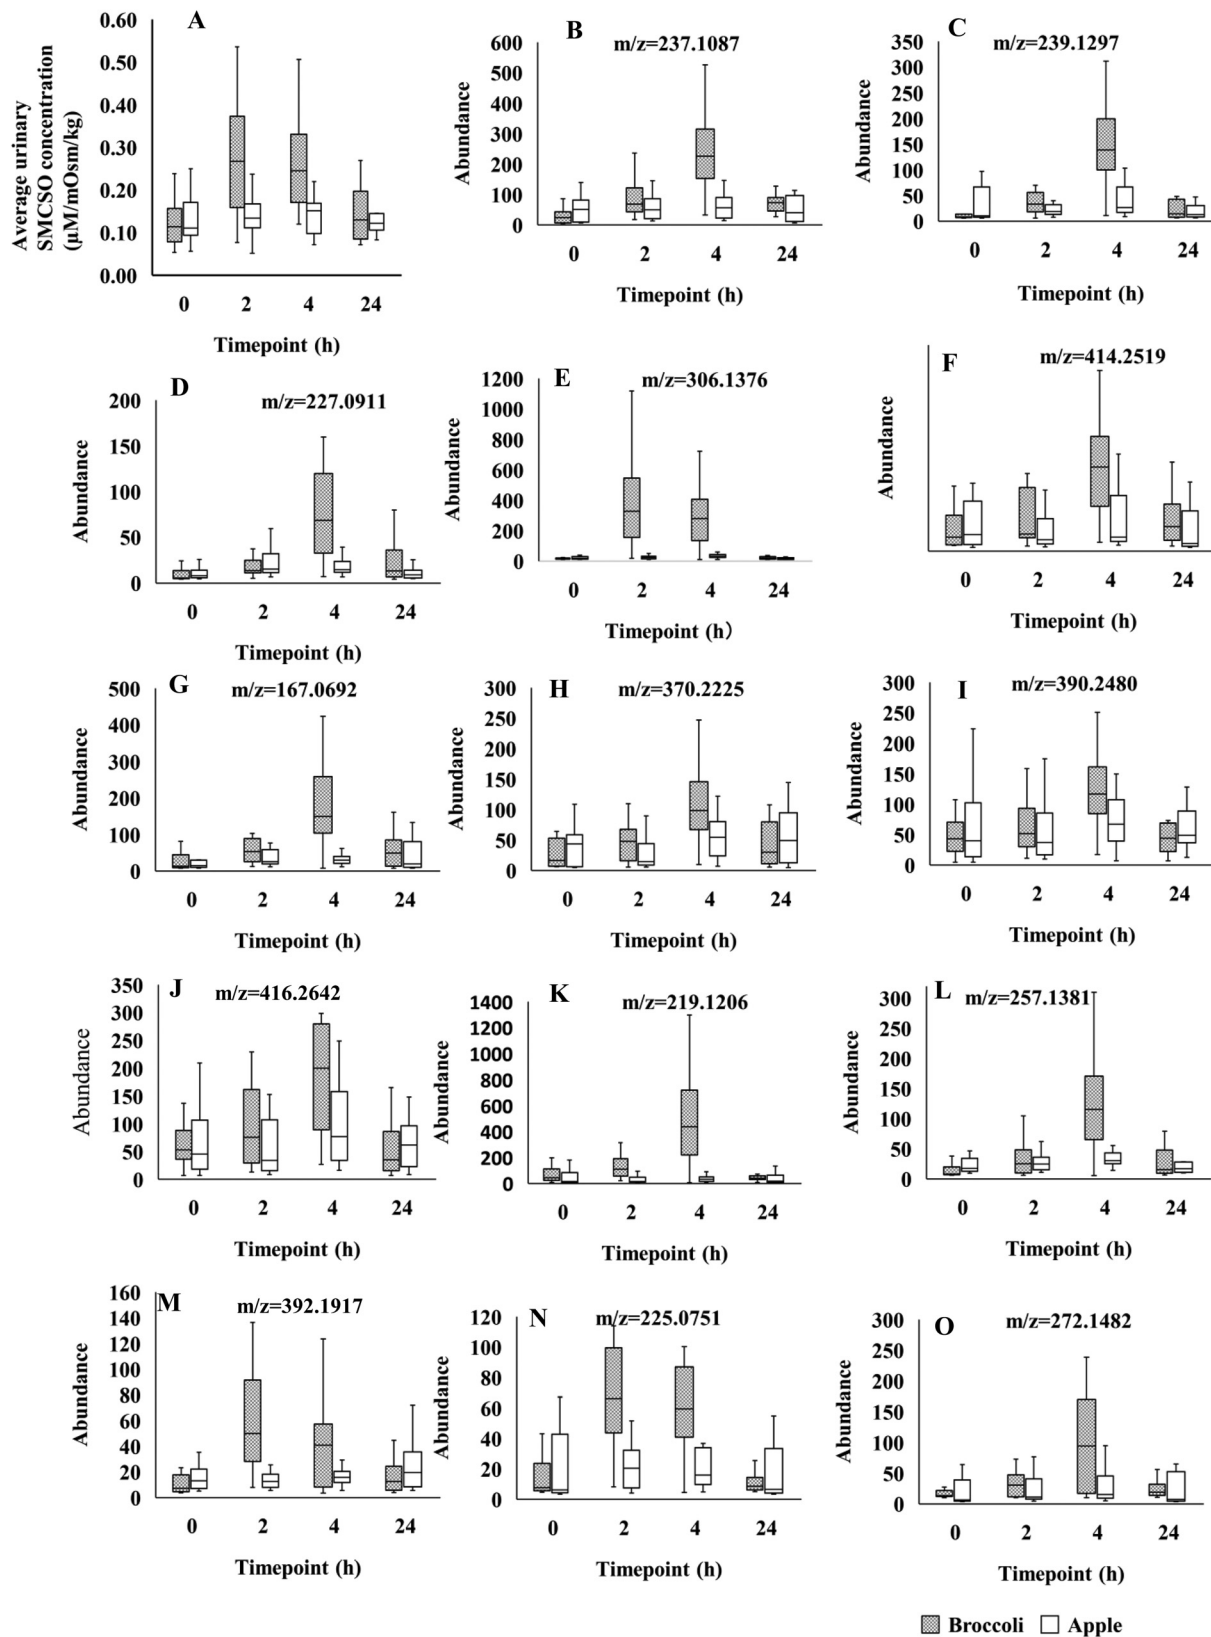 A
Average urinary
SMCSO concentration
(μM/mOsm/kg)
0.60
0.50
0.40
0.30
0.20
0.10
0.00
0 2 4 24
Timepoint (h)
B
m/z=237.1087
Abundance
600
500
400
300
200
100
0
0 2 4 24
Timepoint (h)
C
m/z=239.1297
Abundance
350
300
250
200
150
100
50
0
0 2 4 24
Timepoint (h)
D
m/z=227.0911
Abundance
200
150
100
50
0
0 2 4 24
Timepoint (h)
E
m/z=306.1376
Abundance
1200
1000
800
600
400
200
0
0 2 4 24
Timepoint (h)
F
m/z=414.2519
Abundance
0 2 4 24
Timepoint (h)
G
m/z=167.0692
Abundance
500
400
300
200
100
0
0 2 4 24
Timepoint (h)
H
m/z=370.2225
Abundance
300
250
200
150
100
50
0
0 2 4 24
Timepoint (h)
I
m/z=390.2480
Abundance
300
250
200
150
100
50
0
0 2 4 24
Timepoint (h)
J
m/z=416.2642
Abundance
350
300
250
200
150
100
50
0
0 2 4 24
Timepoint (h)
K
m/z=219.1206
Abundance
1400
1200
1000
800
600
400
200
0
0 2 4 24
Timepoint (h)
L
m/z=257.1381
Abundance
300
250
200
150
100
50
0
0 2 4 24
Timepoint (h)
M
m/z=392.1917
Abundance
160
140
120
100
80
60
40
20
0
0 2 4 24
Timepoint (h)
N
m/z=225.0751
Abundance
120
100
80
60
40
20
0
0 2 4 24
Timepoint (h)
O
m/z=272.1482
Abundance
300
250
200
150
100
50
0
0 2 4 24
Timepoint (h)
Broccoli Apple